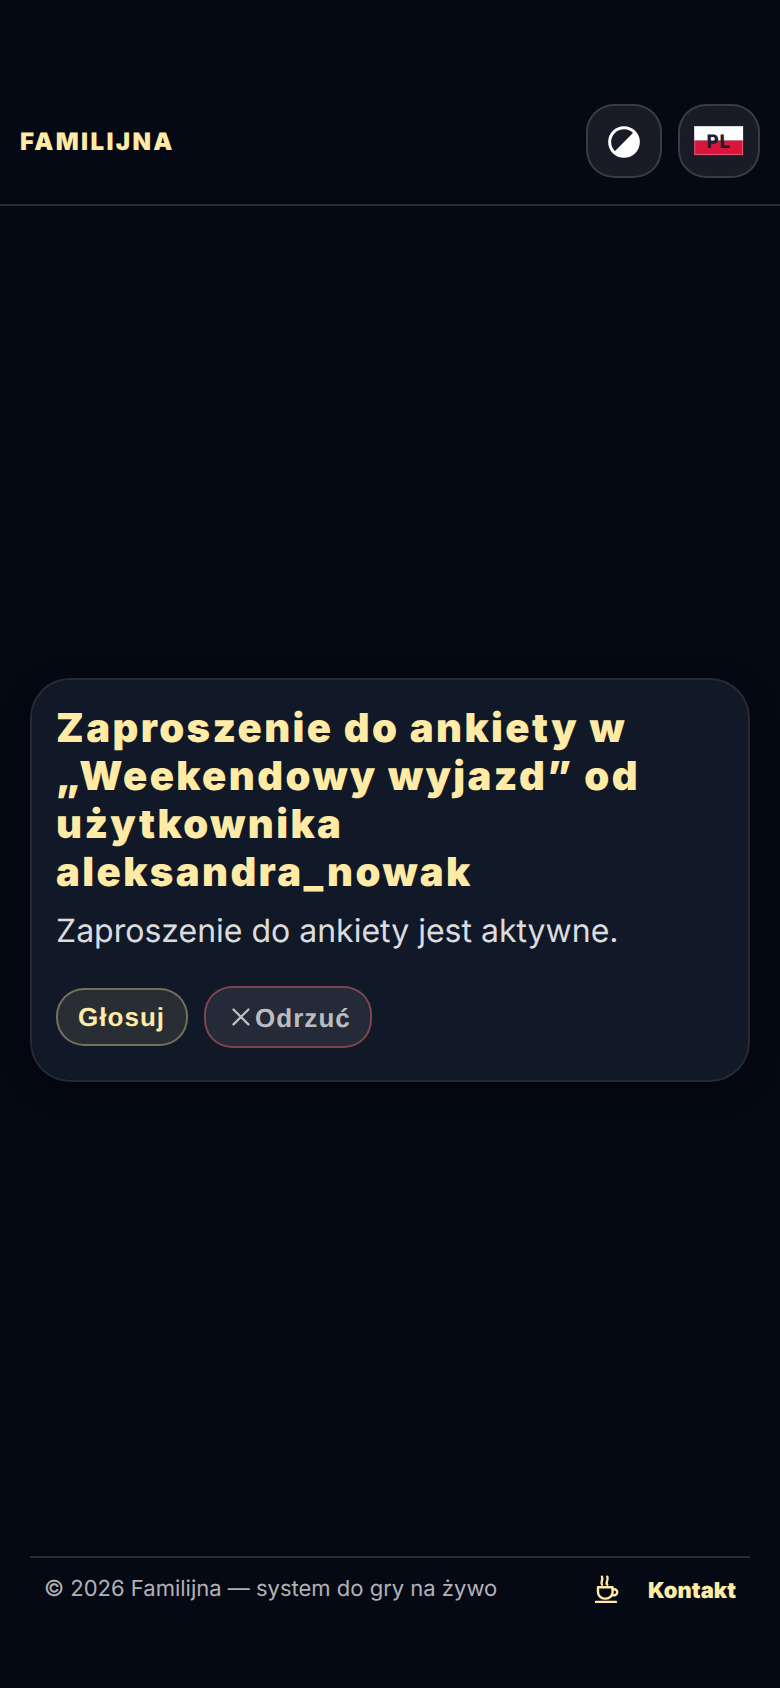 FAMILIJNA
PL
Zaproszenie do ankiety w
„Weekendowy wyjazd” od
użytkownika
aleksandra_nowak
Zaproszenie do ankiety jest aktywne.
Głosuj
Odrzuć
© 2026 Familijna — system do gry na żywo
Kontakt